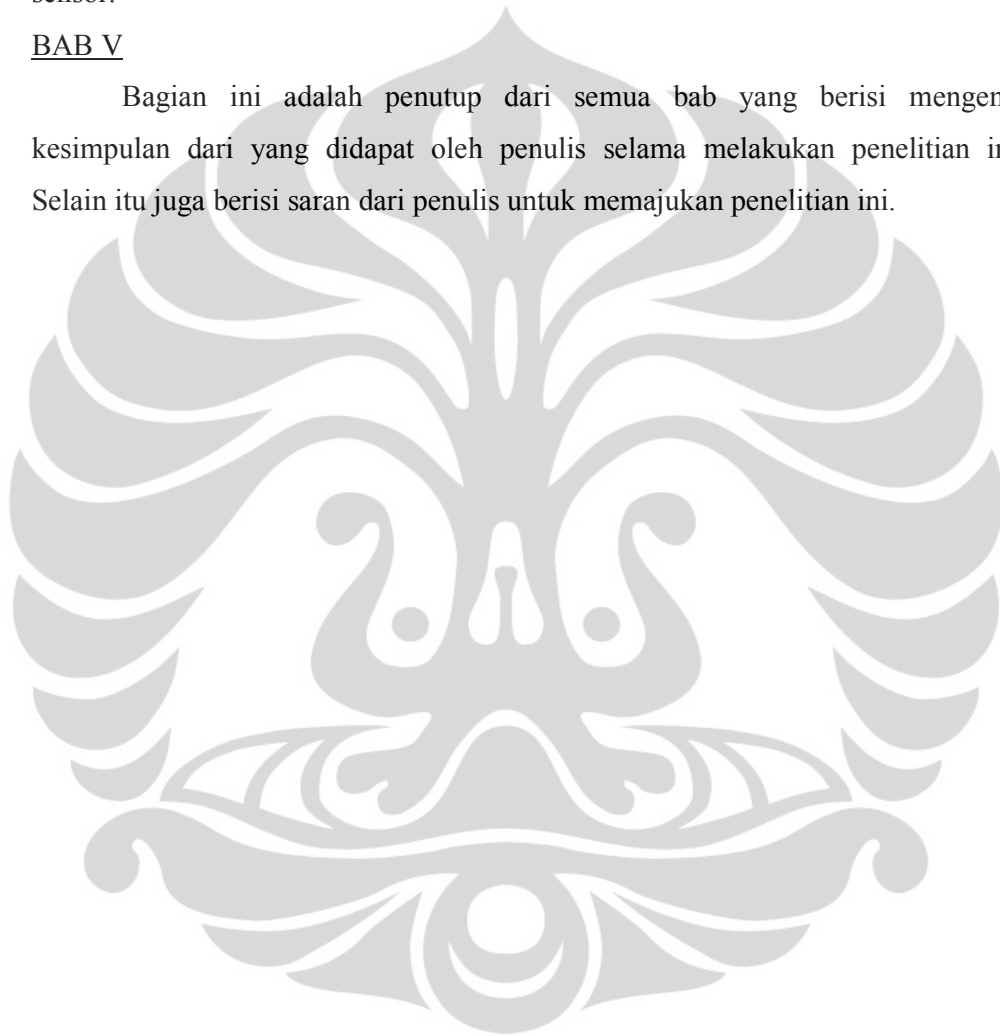 sensor.
BAB V
Bagian ini adalah penutup dari semua bab yang berisi mengen
kesimpulan dari yang didapat oleh penulis selama melakukan penelitian in
Selain itu juga berisi saran dari penulis untuk memajukan penelitian ini.